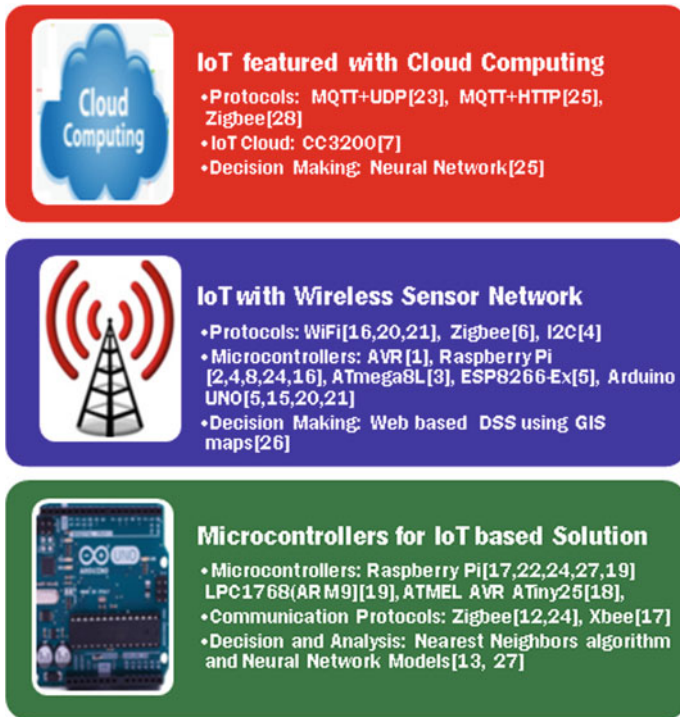 Cloud
Computing
IoT featured with Cloud Computing
•Protocols: MQTT+UDP[23], MQTT+HTTP[25],
Zigbee[28]
•IoT Cloud: CC3200[7]
•Decision Making: Neural Network[25]
IoT with Wireless Sensor Network
•Protocols: WiFi[16,20,21], Zigbee[6], I2C[4]
•Microcontrollers: AVR[1], Raspberry Pi
[2,4,8,24,16], ATmega8L[3], ESP8266-Ex[5], Arduino
UNO[5,15,20,21]
•Decision Making: Web based DSS using GIS
maps[26]
UNO
ARDUINO
Microcontrollers for IoT based Solution
•Microcontrollers: Raspberry Pi[17,22,24,27,19]
LPC1768(ARM9)[19], ATMEL AVR ATiny25[18],
•Communication Protocols: Zigbee[12,24], Xbee[17]
•Decision and Analysis: Nearest Neighbors algorithm
and Neural Network Models[13, 27]